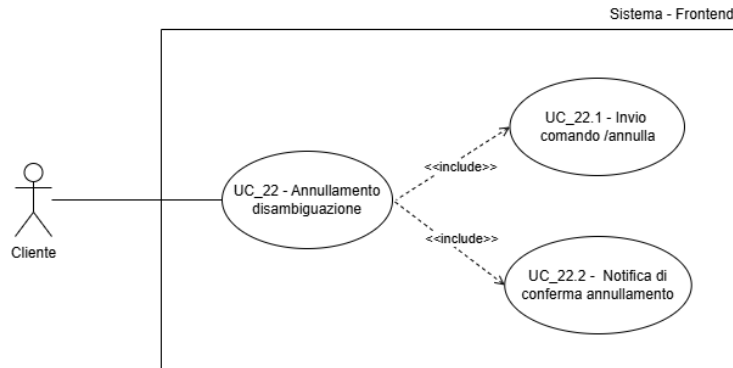 Sistema - Frontend
UC_22.1 - Invio
comando /annulla
<<include>>
UC_22 - Annullamento
disambiguazione
<<include>>
Cliente
UC_22.2 - Notifica di
conferma annullamento